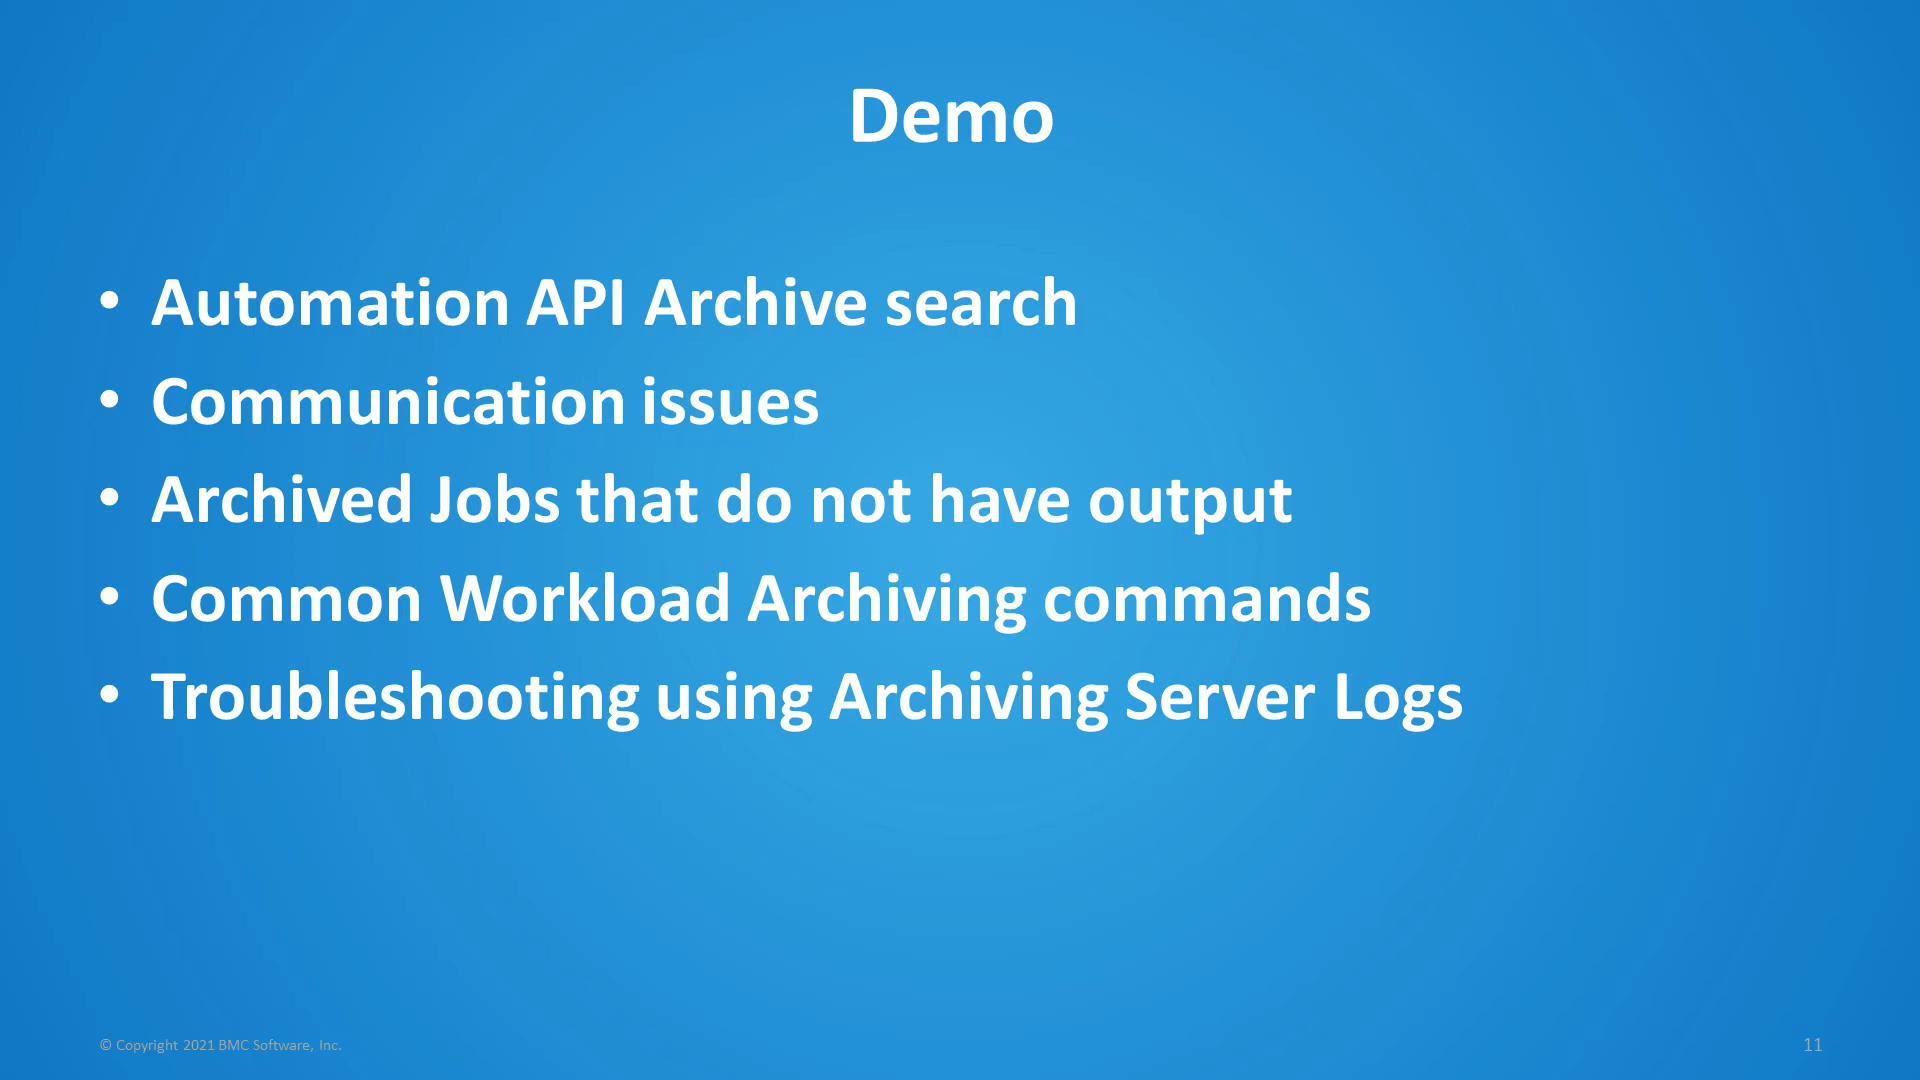 Demo
• Automation API Archive search
• Communication issues
• Archived Jobs that do not have output
• Common Workload Archiving commands
• Troubleshooting using Archiving Server Logs
© Copyright 2021 BMC Software, Inc.
11